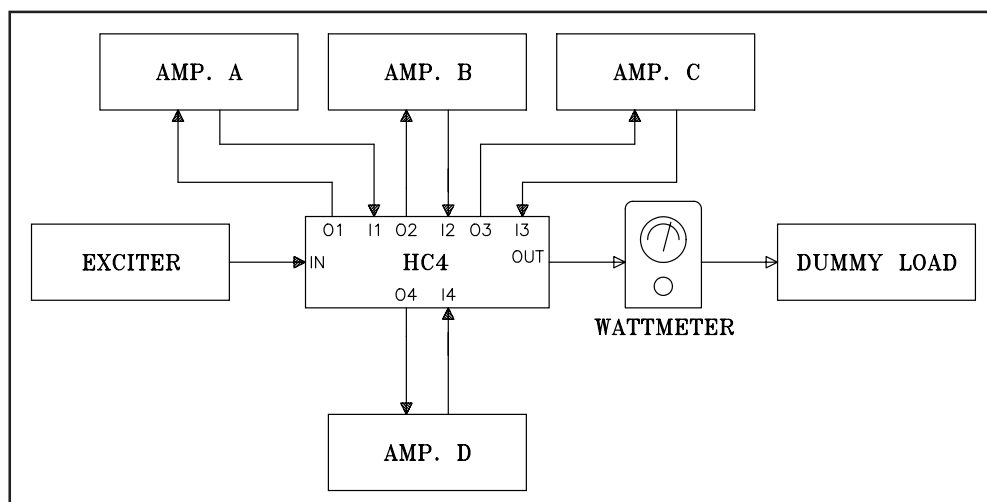 AMP. A
AMP. B
AMP. C
O1 I1 O2 I2 O3 I3
EXCITER
IN
HC4
OUT
DUMMY LOAD
O4 I4
WATTMETER
AMP. D